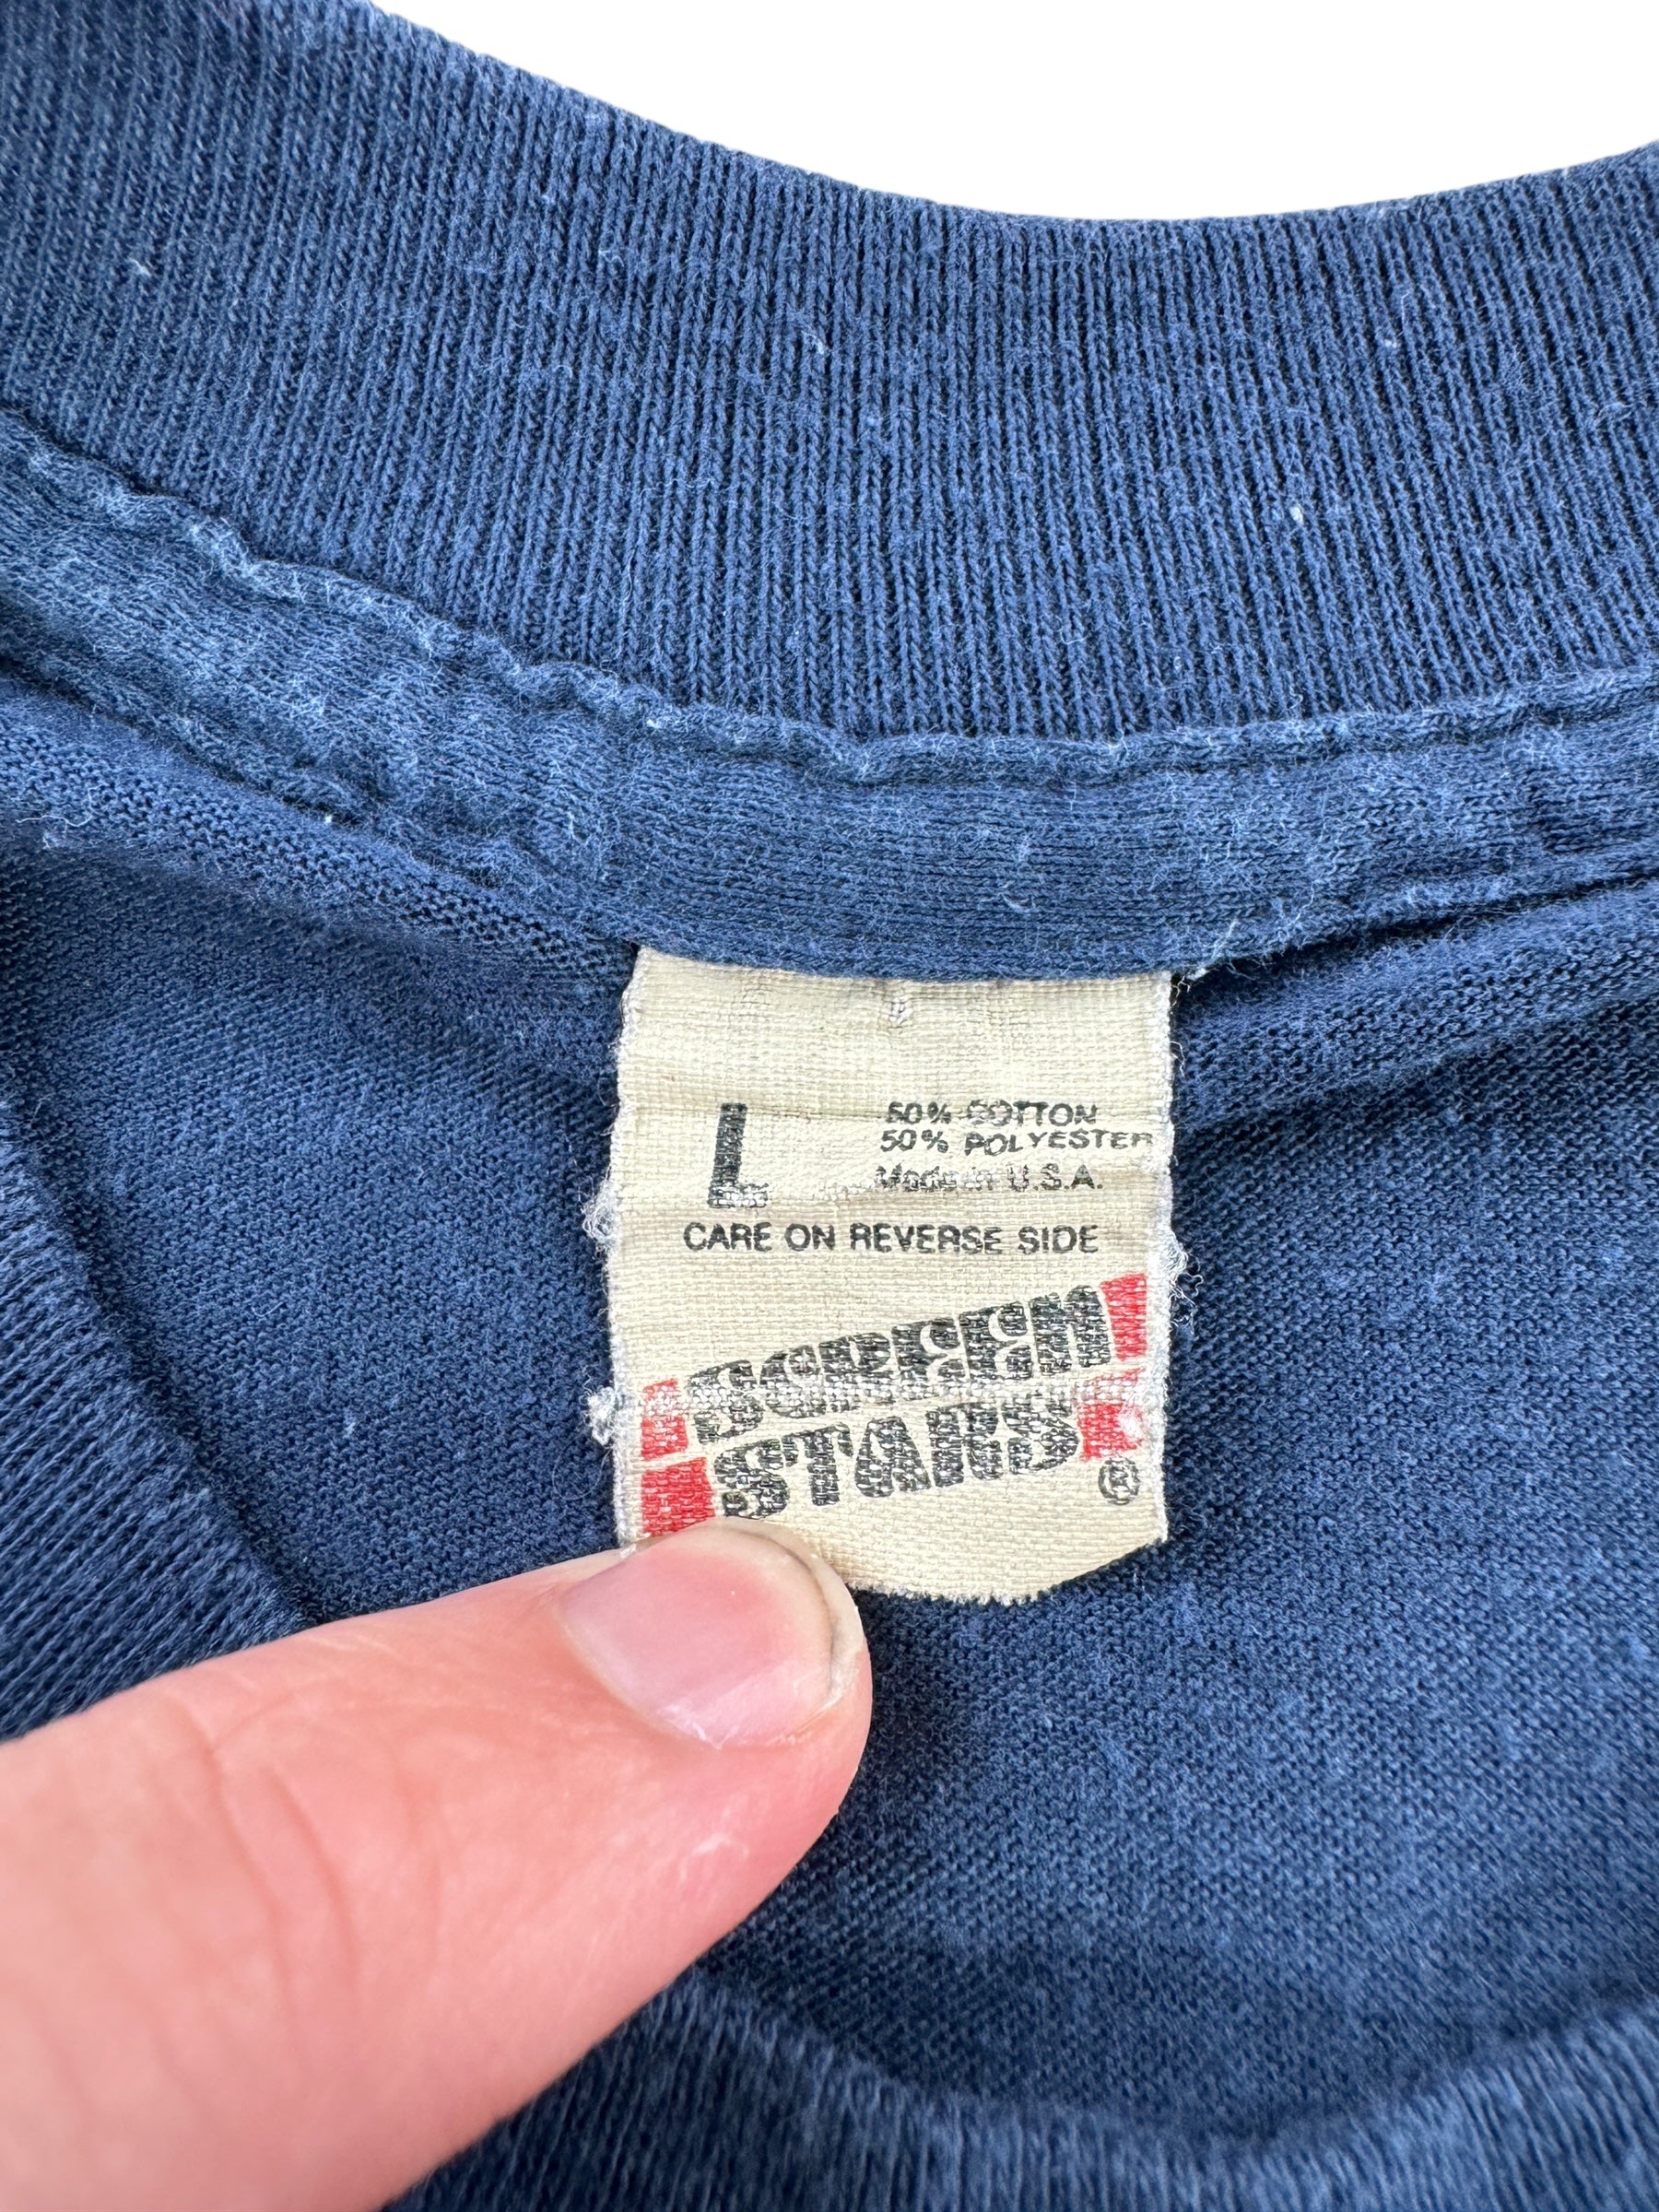 L
50% COTTON
50% POLYESTER
Made in U.S.A.
CARE ON REVERSE SIDE
SCREEN
STARS
®